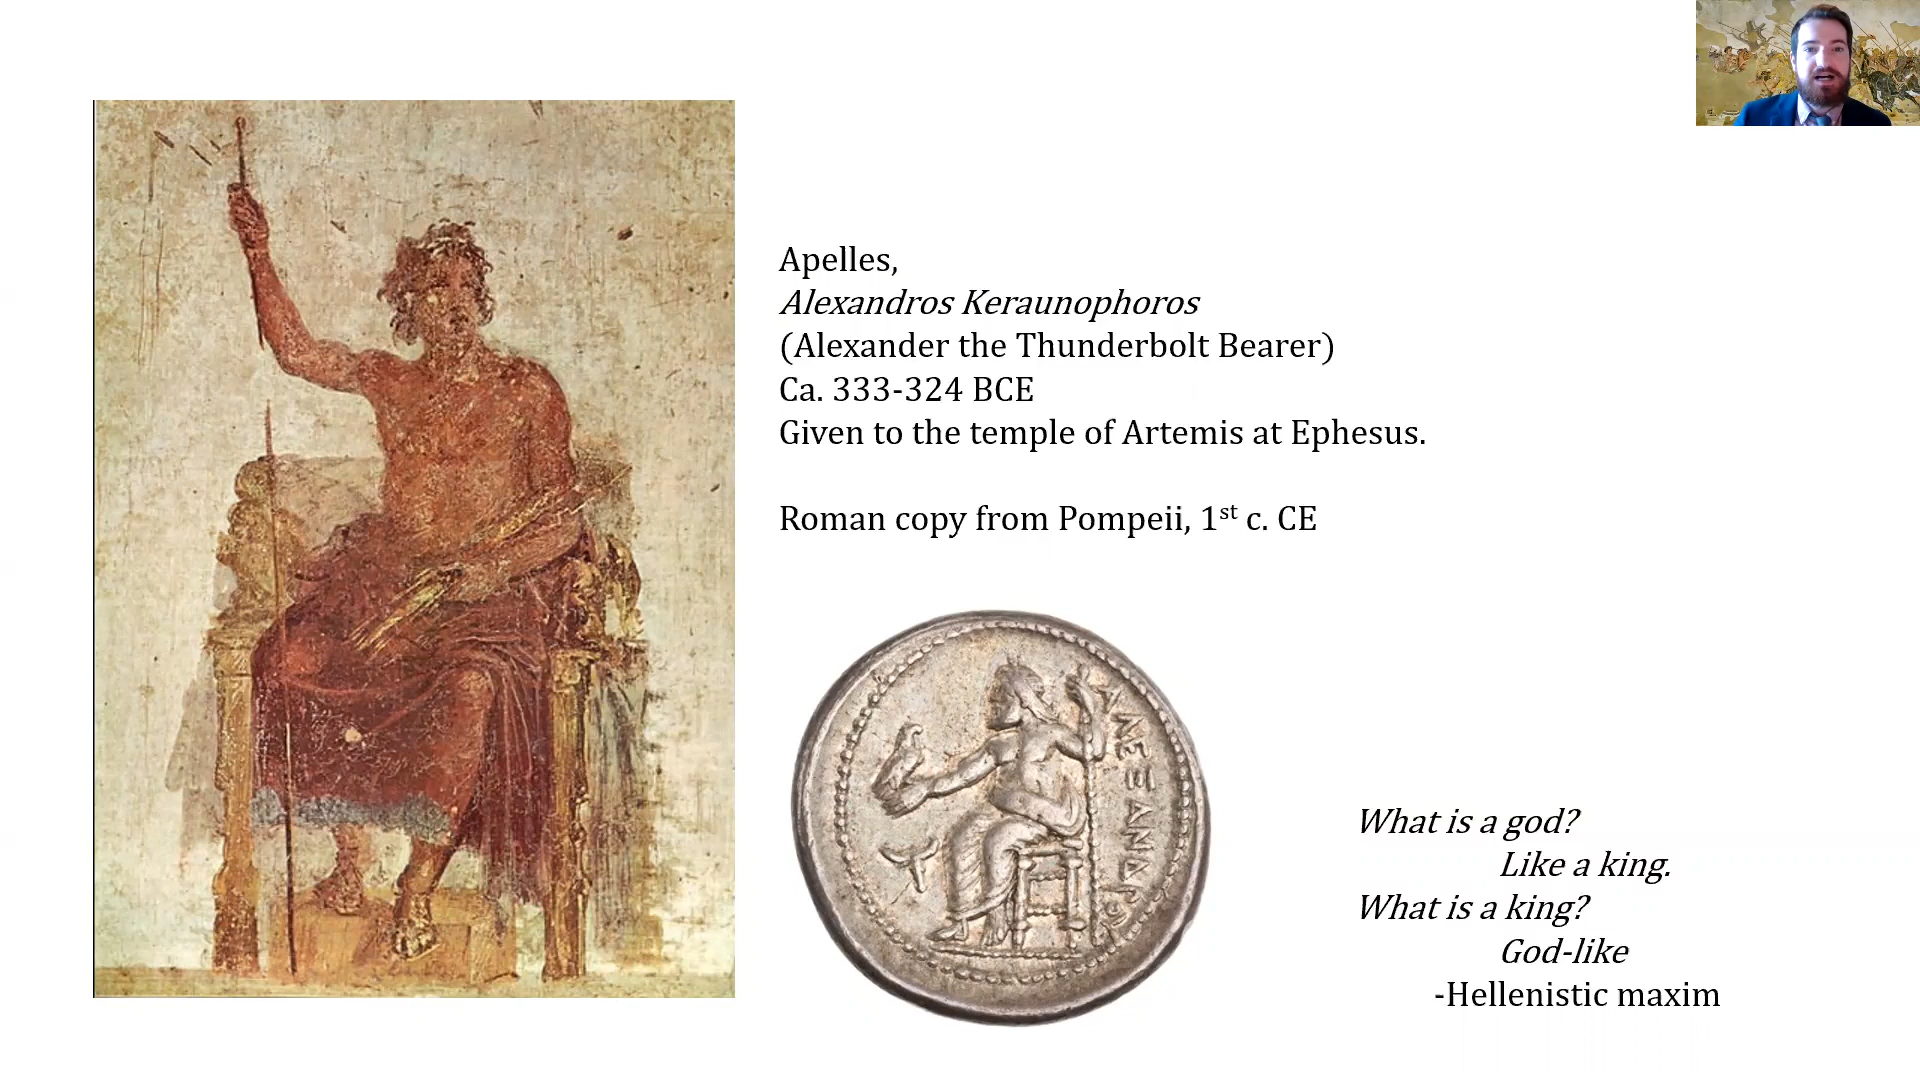 Apelles,
Alexandros Keraunophoros
(Alexander the Thunderbolt Bearer)
Ca. 333-324 BCE
Given to the temple of Artemis at Ephesus.
Roman copy from Pompeii, 1st c. CE
ΑΛΕΞΑΝΔΡΟ
What is a god?
Like a king.
What is a king?
God-like
-Hellenistic maxim